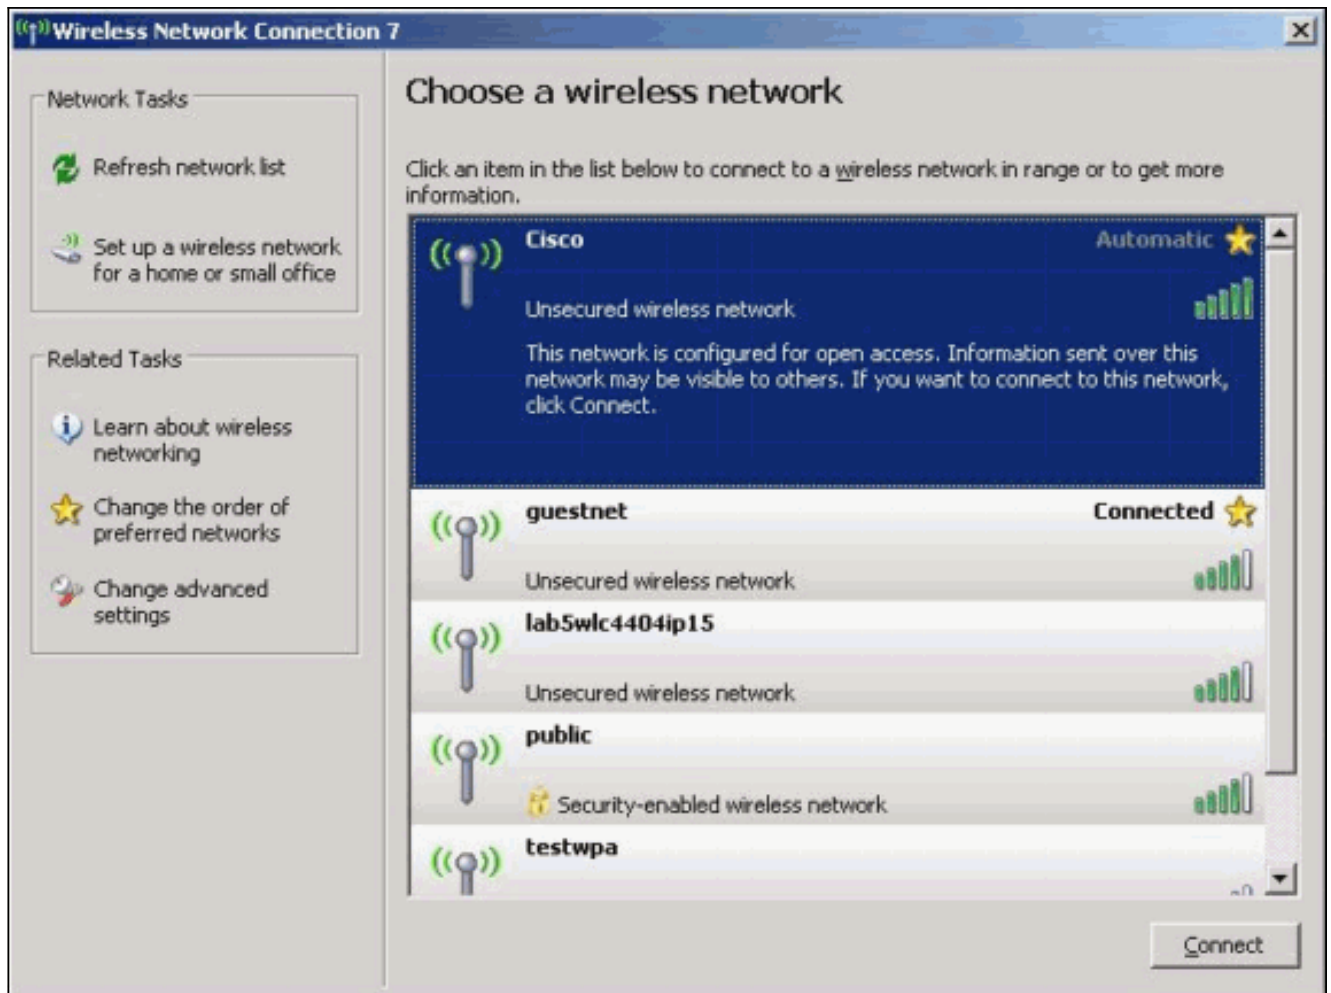 Wireless Network Connection 7
Network Tasks
Refresh network list
Set up a wireless network
for a home or small office
Related Tasks
Learn about wireless
networking
Change the order of
preferred networks
Change advanced
settings
Choose a wireless network
Click an item in the list below to connect to a wireless network in range or to get more
information.
Cisco
Automatic
Unsecured wireless network
This network is configured for open access. Information sent over this
network may be visible to others. If you want to connect to this network,
click Connect.
guestnet
Connected
Unsecured wireless network
lab5wlc4404ip15
Unsecured wireless network
public
Security-enabled wireless network
testwpa
Connect